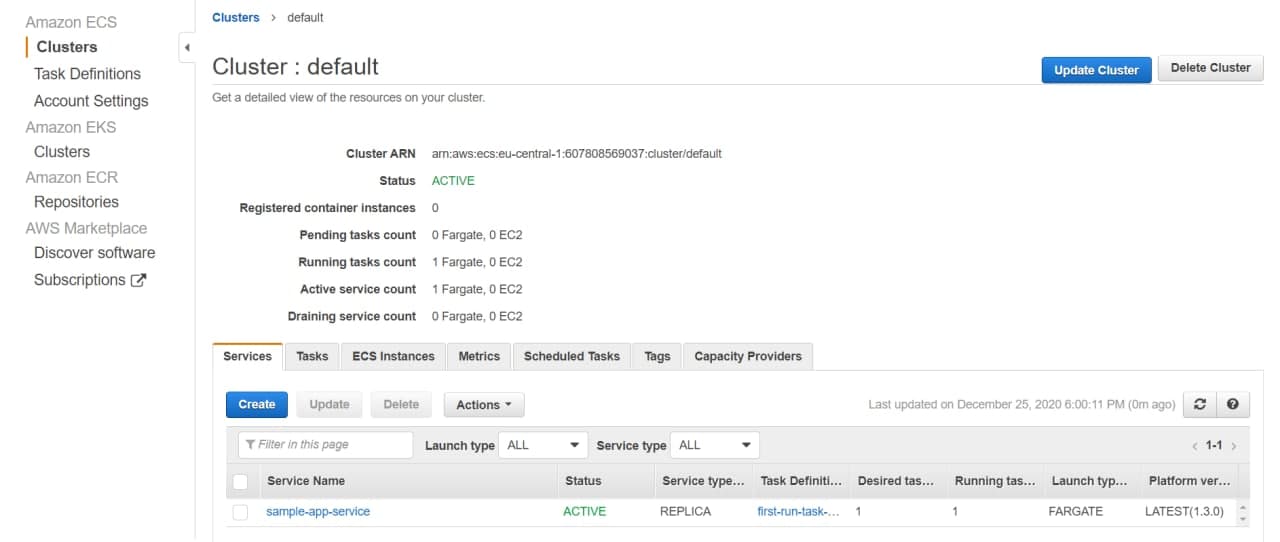 Amazon ECS
Clusters
Task Definitions
Account Settings
Amazon EKS
Clusters
Amazon ECR
Repositories
AWS Marketplace
Discover software
Subscriptions
Clusters > default
Cluster : default
Update Cluster Delete Cluster
Get a detailed view of the resources on your cluster.
Cluster ARN arn:aws:ecs:eu-central-1:607808569037:cluster/default
Status ACTIVE
Registered container instances 0
Pending tasks count 0 Fargate, 0 EC2
Running tasks count 1 Fargate, 0 EC2
Active service count 1 Fargate, 0 EC2
Draining service count 0 Fargate, 0 EC2
Services Tasks ECS Instances Metrics Scheduled Tasks Tags Capacity Providers
Create Update Delete Actions Last updated on December 25, 2020 6:00:11 PM (0m ago)
Filter in this page Launch type ALL Service type ALL < 1-1 >
Service Name Status Service type... Task Definiti... Desired tas... Running tas... Launch typ... Platform ver...
sample-app-service ACTIVE REPLICA first-run-task-... 1 1 FARGATE LATEST(1.3.0)